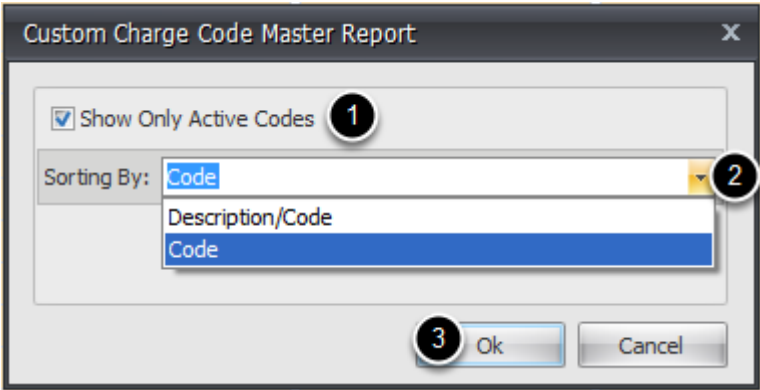 Custom Charge Code Master Report x
Show Only Active Codes 1
Sorting By: Code 2
Description/Code
Code
3 Ok Cancel